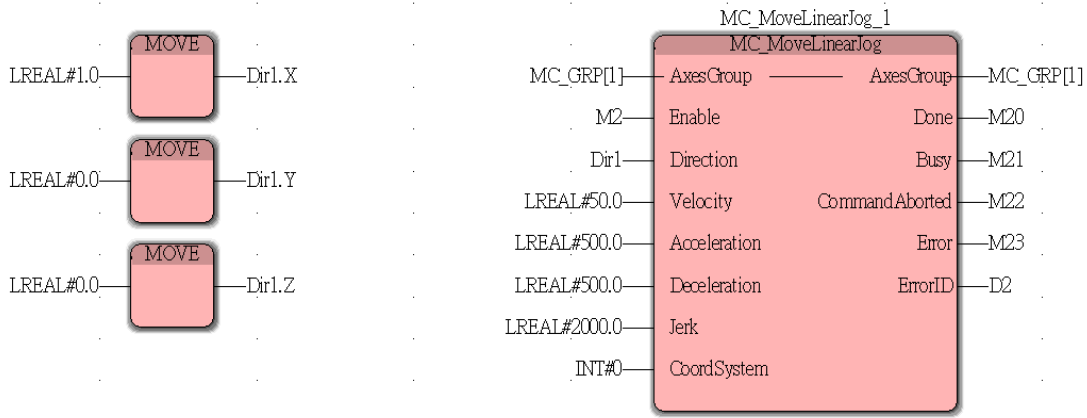 MOVE
LREAL#1.0 Dir1.X
MOVE
LREAL#0.0 Dir1.Y
MOVE
LREAL#0.0 Dir1.Z
MC_MoveLinearJog_1
MC_MoveLinearJog
MC_GRP[1] AxesGroup AxesGroup MC_GRP[1]
M2 Enable Done M20
Dir1 Direction Busy M21
LREAL#50.0 Velocity CommandAborted M22
LREAL#500.0 Acceleration Error M23
LREAL#500.0 Deceleration ErrorID D2
LREAL#2000.0 Jerk
INT#0 CoordSystem